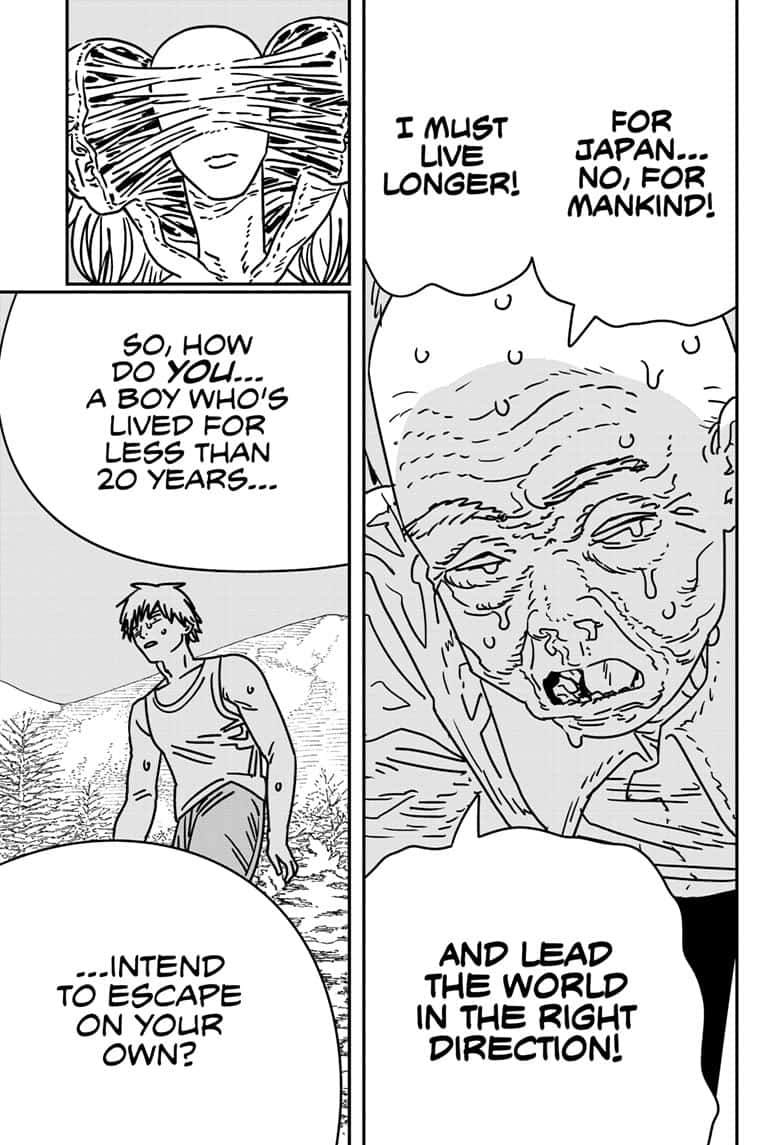 FOR
JAPAN...
NO, FOR
MANKIND!
I MUST
LIVE
LONGER!
AND LEAD
THE WORLD
IN THE RIGHT
DIRECTION!
SO, HOW
DO YOU...
A BOY WHO'S
LIVED FOR
LESS THAN
20 YEARS...
...INTEND
TO ESCAPE
ON YOUR
OWN?